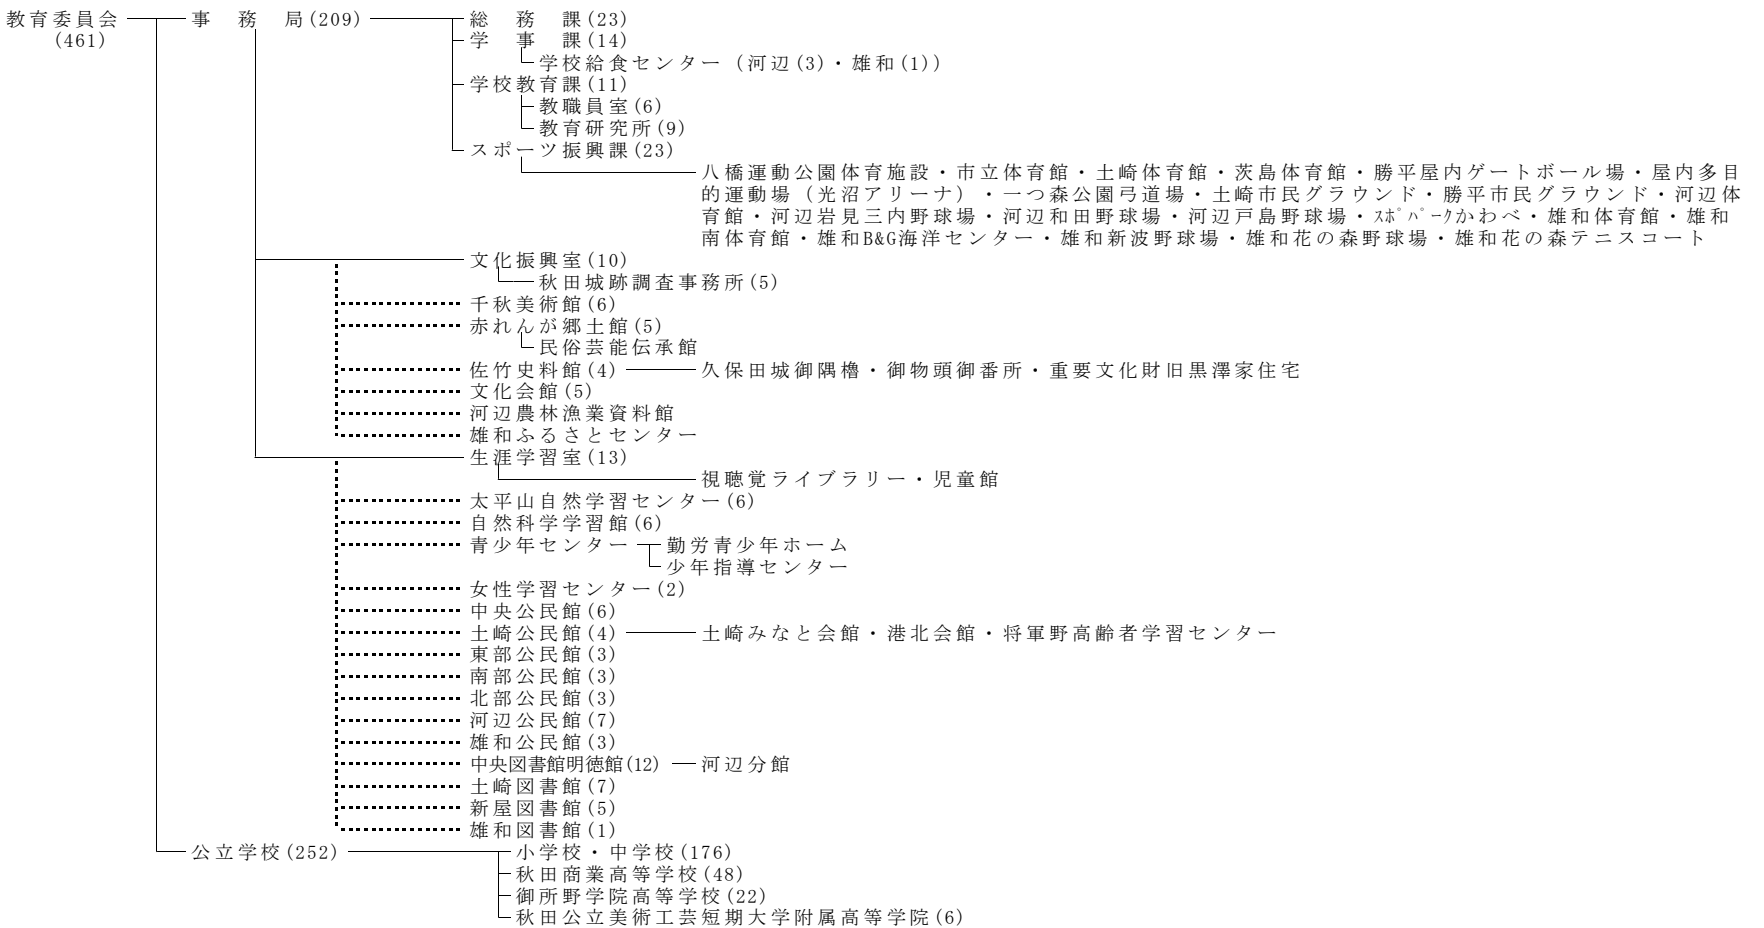 教育委員会 事務局(209) 総務課(23)
(461) 学事課(14)
学校給食センター（河辺(3)・雄和(1)）
学校教育課(11)
教職員室(6)
教育研究所(9)
スポーツ振興課(23)
八橋運動公園体育施設・市立体育館・土崎体育館・茨島体育館・勝平屋内ゲートボール場・屋内多目
的運動場（光沼アリーナ）・一つ森公園弓道場・土崎市民グラウンド・勝平市民グラウンド・河辺体
育館・河辺岩見三内野球場・河辺和田野球場・河辺戸島野球場・ｽﾎﾟﾊﾟｰｸかわべ・雄和体育館・雄和
南体育館・雄和B&G海洋センター・雄和新波野球場・雄和花の森野球場・雄和花の森テニスコート
文化振興室(10)
秋田城跡調査事務所(5)
千秋美術館(6)
赤れんが郷土館(5)
民俗芸能伝承館
佐竹史料館(4) 久保田城御隅櫓・御物頭御番所・重要文化財旧黒澤家住宅
文化会館(5)
河辺農林漁業資料館
雄和ふるさとセンター
生涯学習室(13)
視聴覚ライブラリー・児童館
太平山自然学習センター(6)
自然科学学習館(6)
青少年センター 勤労青少年ホーム
少年指導センター
女性学習センター(2)
中央公民館(6)
土崎公民館(4) 土崎みなと会館・港北会館・将軍野高齢者学習センター
東部公民館(3)
南部公民館(3)
北部公民館(3)
河辺公民館(7)
雄和公民館(3)
中央図書館明徳館(12) 河辺分館
土崎図書館(7)
新屋図書館(5)
雄和図書館(1)
公立学校(252) 小学校・中学校(176)
秋田商業高等学校(48)
御所野学院高等学校(22)
秋田公立美術工芸短期大学附属高等学院(6)